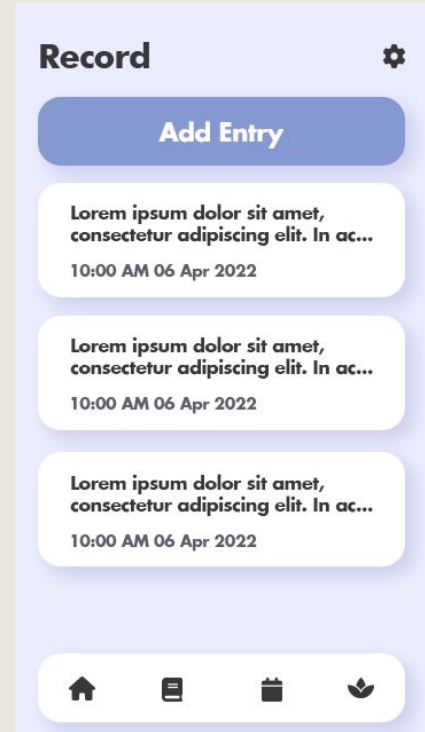 Record
Add Entry
Lorem ipsum dolor sit amet,
consectetur adipiscing elit. In ac...
10:00 AM 06 Apr 2022
Lorem ipsum dolor sit amet,
consectetur adipiscing elit. In ac...
10:00 AM 06 Apr 2022
Lorem ipsum dolor sit amet,
consectetur adipiscing elit. In ac...
10:00 AM 06 Apr 2022